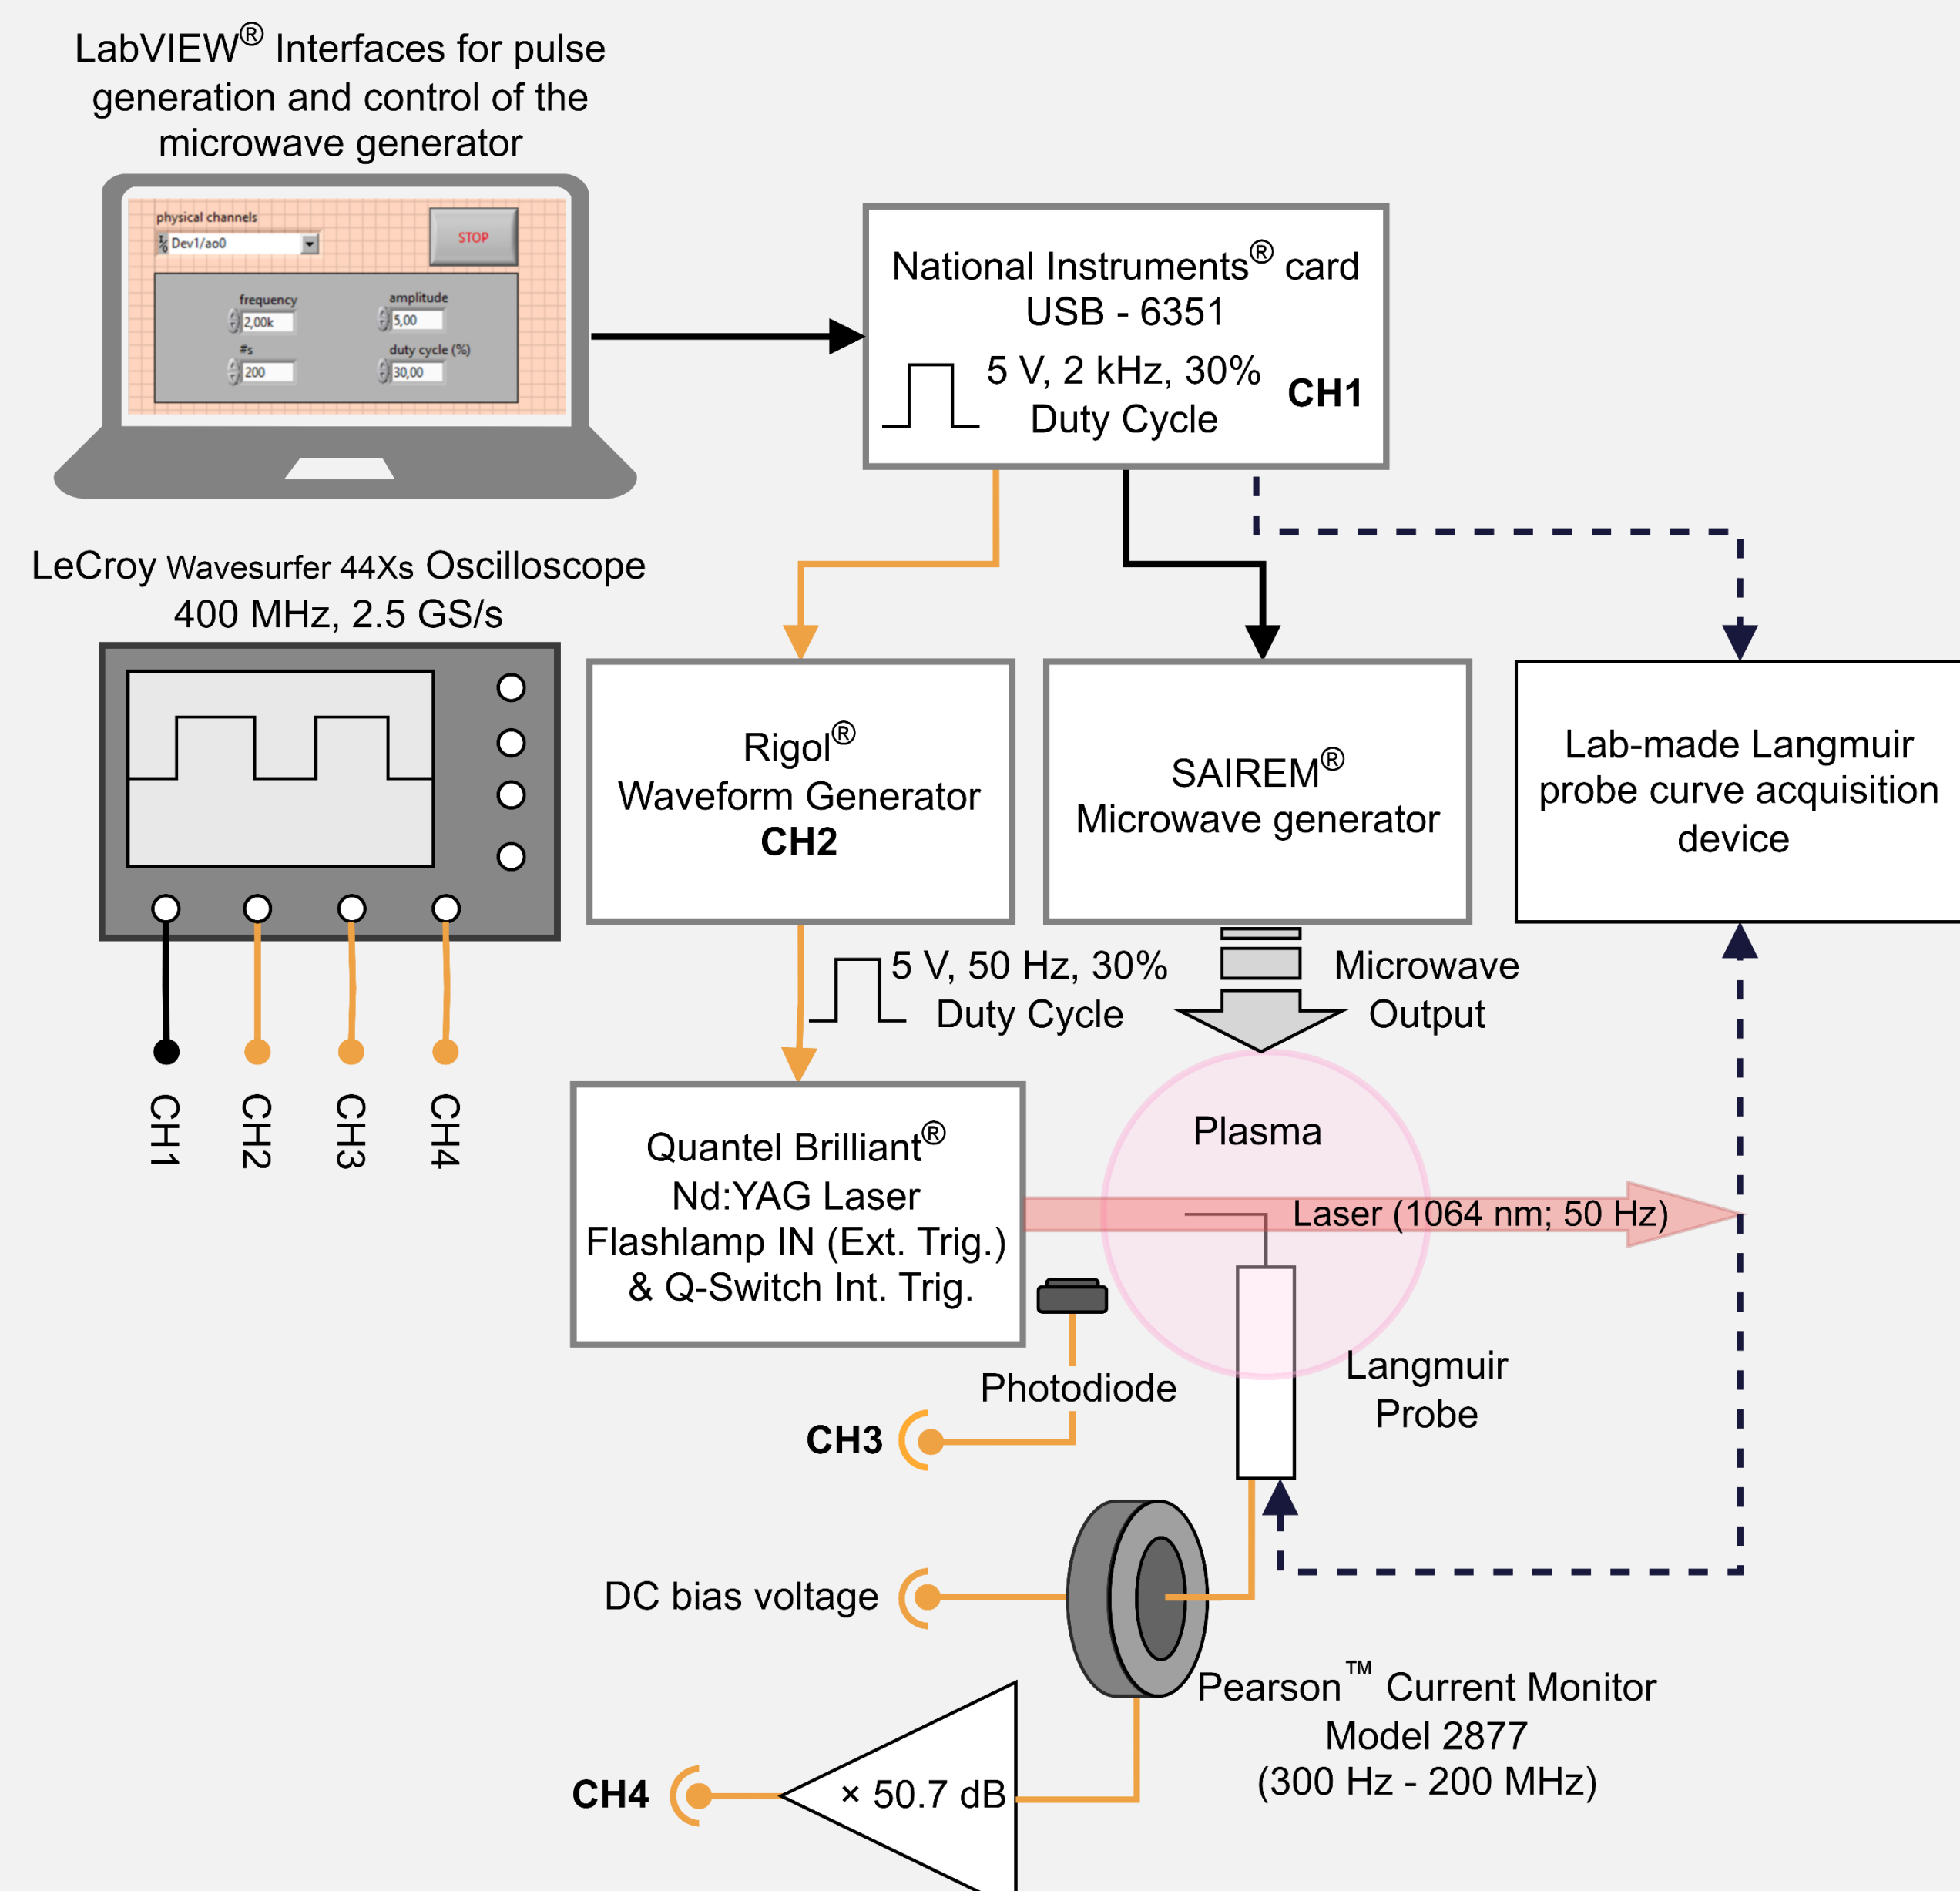 LabVIEW® Interfaces for pulse
generation and control of the
microwave generator
physical channels
Dev1/ao0
STOP
frequency
2,00k
amplitude
5,00
#s
200
duty cycle (%)
30,00
National Instruments® card
USB - 6351
5 V, 2 kHz, 30%
Duty Cycle
CH1
LeCroy Wavesurfer 44Xs Oscilloscope
400 MHz, 2.5 GS/s
CH1
CH2
CH3
CH4
Rigol®
Waveform Generator
CH2
SAIREM®
Microwave generator
Lab-made Langmuir
probe curve acquisition
device
5 V, 50 Hz, 30%
Duty Cycle
Microwave
Output
Quantel Brilliant®
Nd:YAG Laser
Flashlamp IN (Ext. Trig.)
& Q-Switch Int. Trig.
Plasma
Laser (1064 nm; 50 Hz)
Photodiode
CH3
Langmuir
Probe
DC bias voltage
Pearson™ Current Monitor
Model 2877
(300 Hz - 200 MHz)
× 50.7 dB
CH4